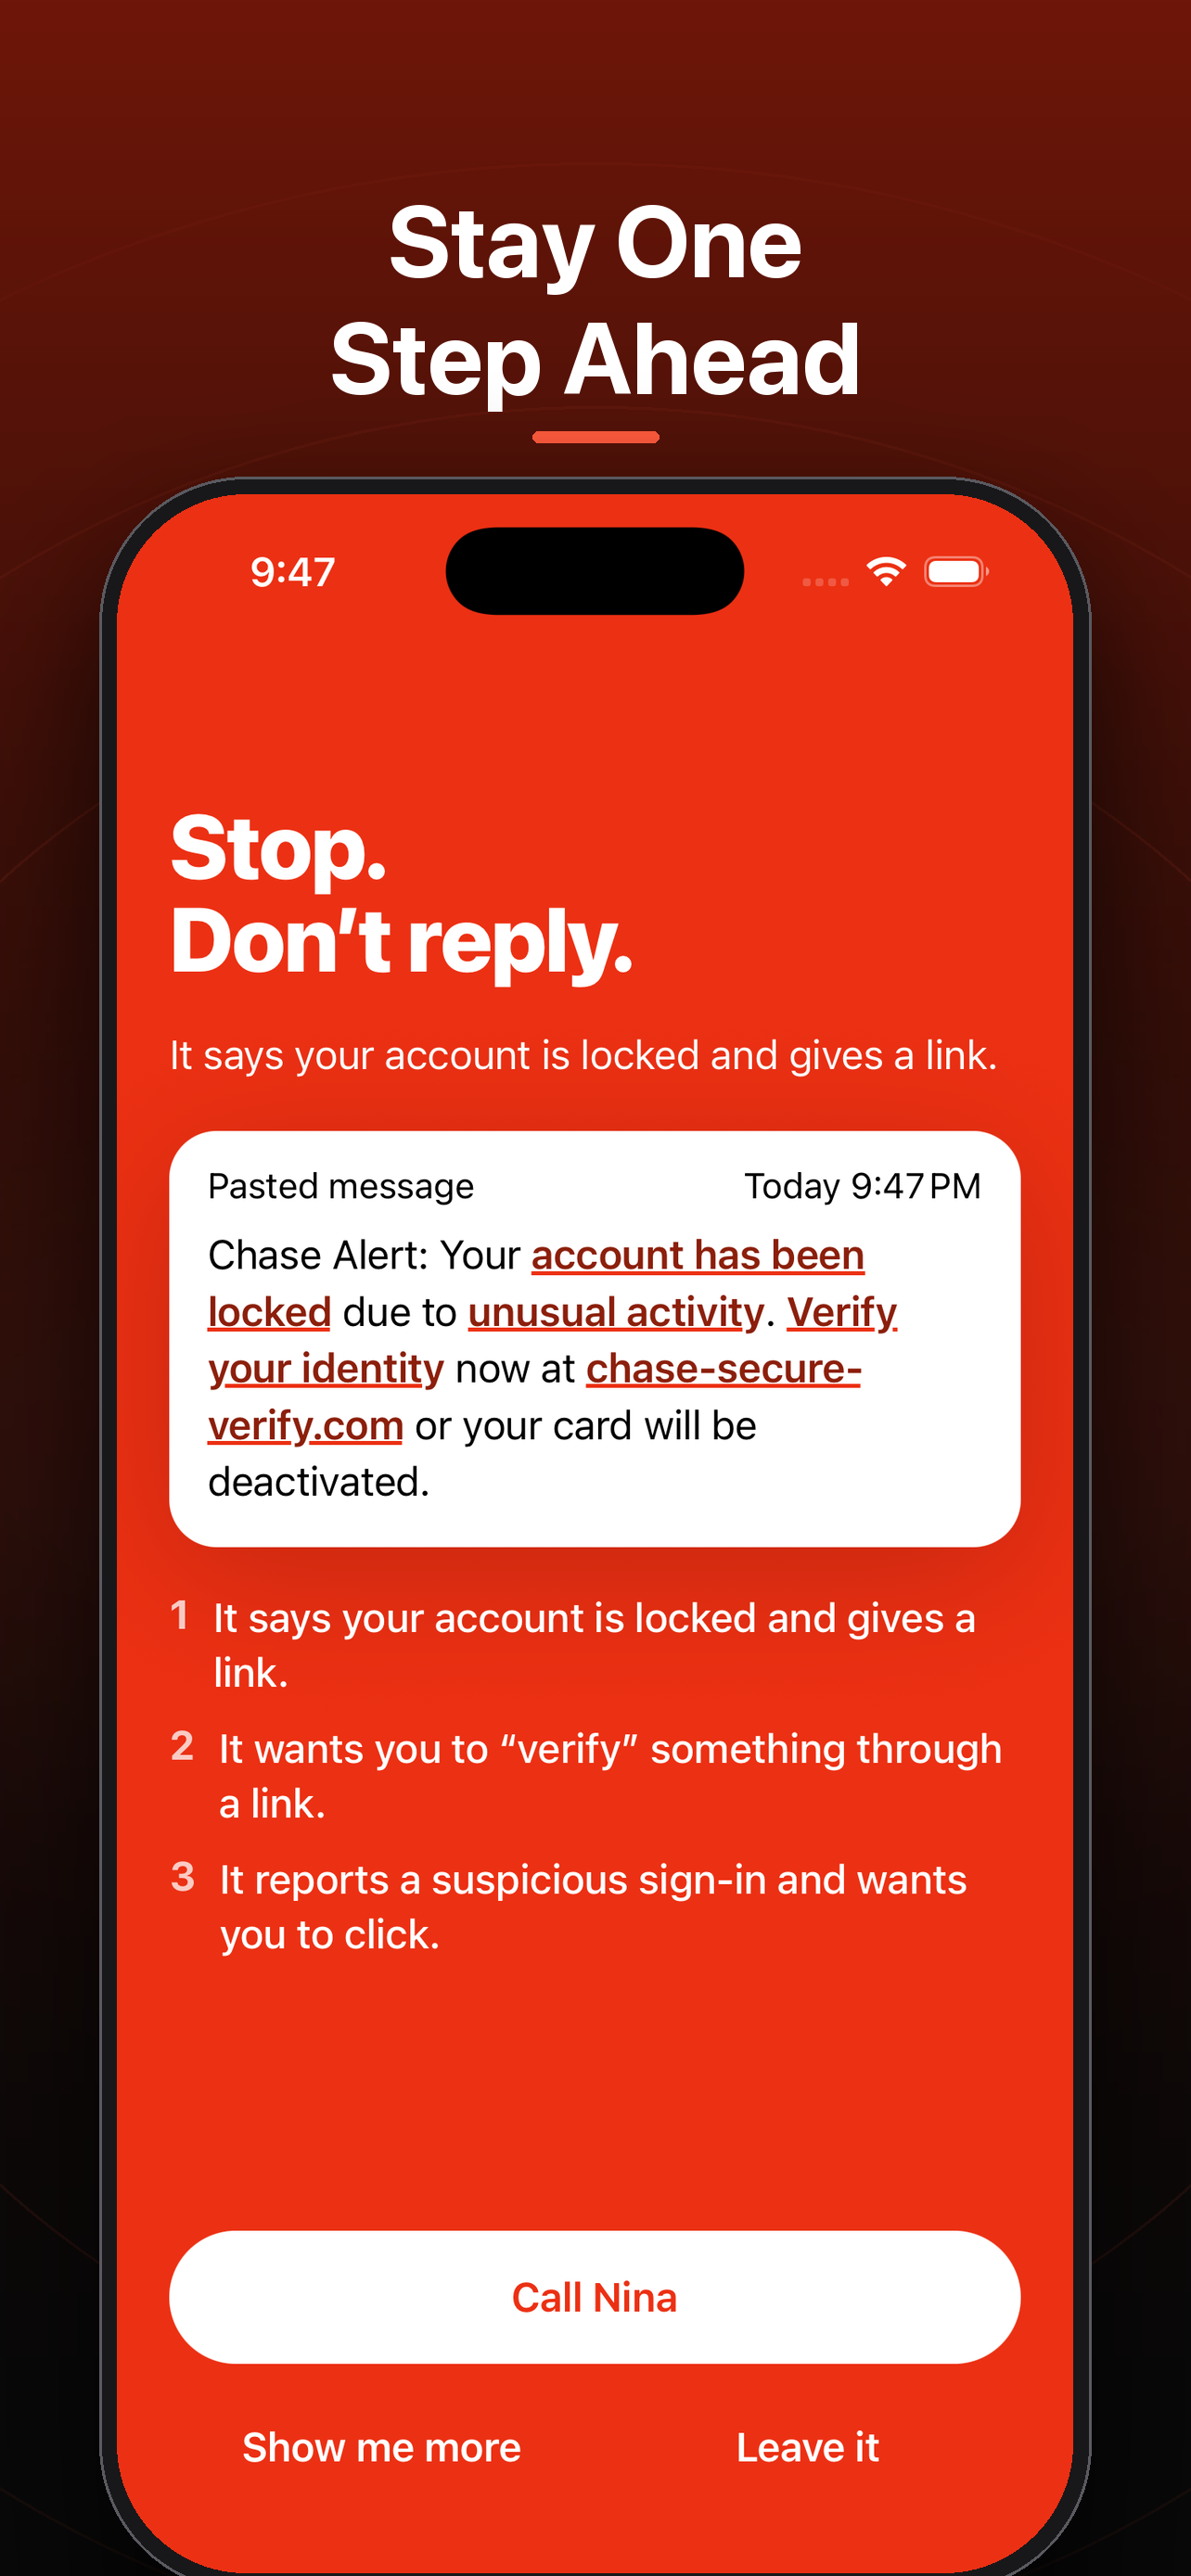 Stay One
Step Ahead
9:47
Stop.
Don’t reply.
It says your account is locked and gives a link.
Pasted message
Today 9:47 PM
Chase Alert: Your account has been
locked due to unusual activity. Verify
your identity now at chase-secure-
verify.com or your card will be
deactivated.
1 It says your account is locked and gives a
link.
2 It wants you to “verify” something through
a link.
3 It reports a suspicious sign-in and wants
you to click.
Call Nina
Show me more
Leave it